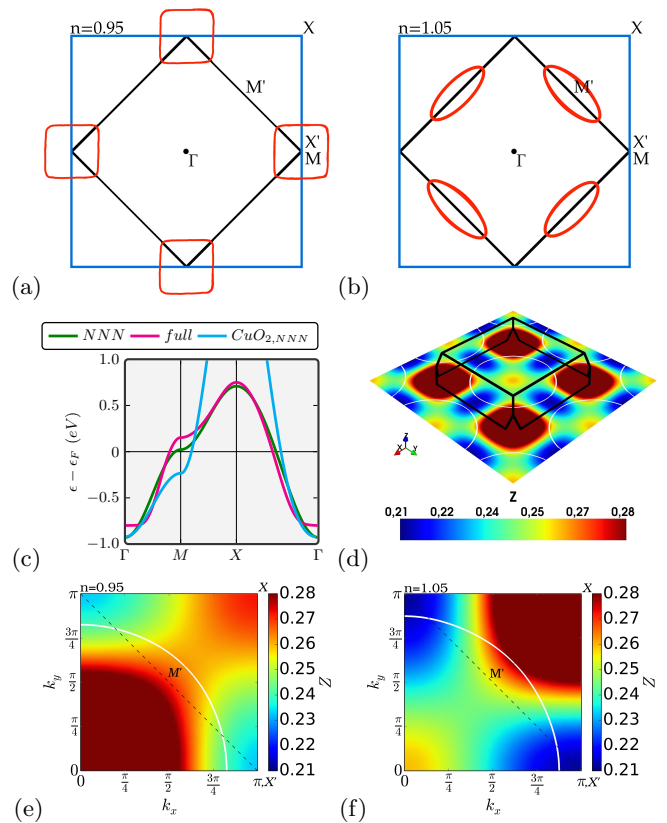 n=0.95
X
M'
X'
M
Γ
(a)
n=1.05
X
M'
X'
M
Γ
(b)
NNN full CuO2,NNN
1.0
0.5
0
−0.5
−1.0
ϵ − ϵF (eV)
Γ M X Γ
(c)
Z
X Y
Z
0,21 0,22 0,24 0,25 0,27 0,28
(d)
n=0.95
X
π
3π/4
π/2
π/4
0
ky
M'
0 π/4 π/2 3π/4 π,X'
kx
0.28
0.27
0.26
0.25
0.24
0.23
0.22
0.21
Z
(e)
n=1.05
X
π
3π/4
π/2
π/4
0
ky
M'
0 π/4 π/2 3π/4 π,X'
kx
0.28
0.27
0.26
0.25
0.24
0.23
0.22
0.21
Z
(f)